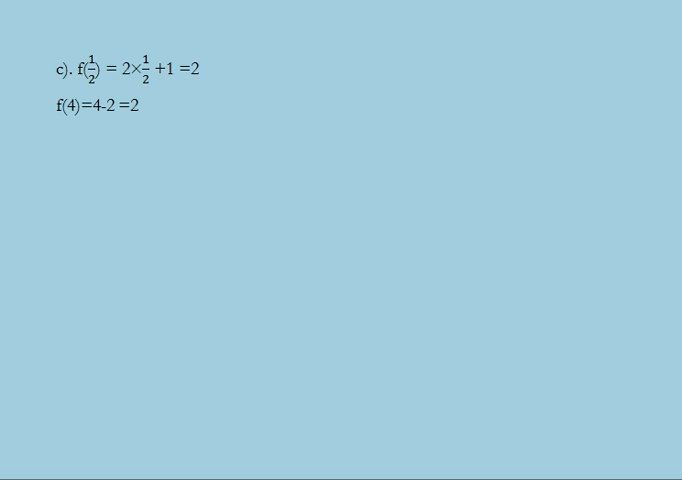 c). f(1/2) = 2×1/2 +1 =2
f(4)=4-2 =2